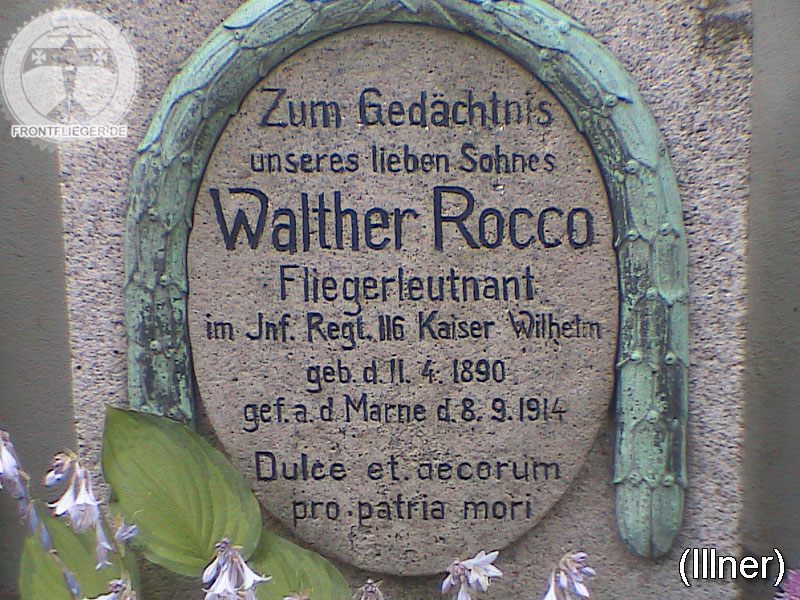 FRONTFLIEGER.DE
Zum Gedächtnis
unseres lieben Sohnes
Walther Rocco
Fliegerleutnant
im Jnf. Regt. 116 Kaiser Wilhelm
geb. d. 11. 4. 1890
gef. a. d. Marne d. 8. 9. 1914
Dulce et decorum
pro patria mori
(Illner)